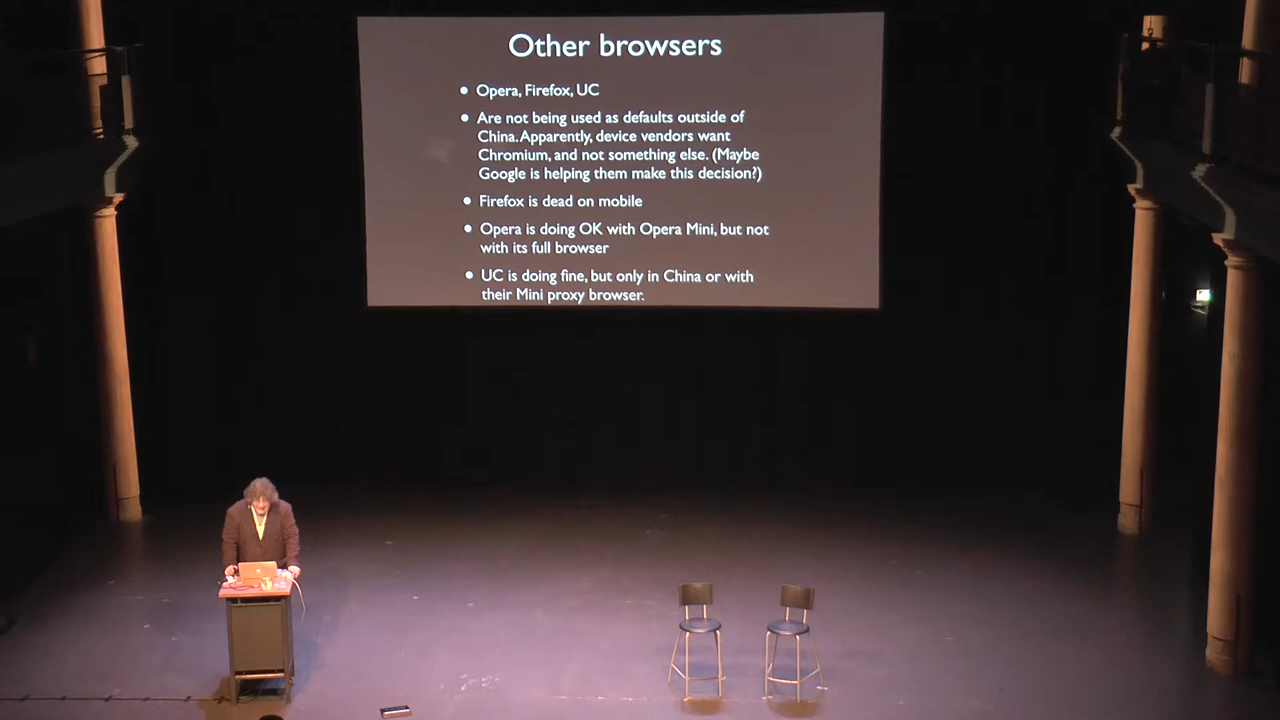 Other browsers
• Opera, Firefox, UC
• Are not being used as defaults outside of
China. Apparently, device vendors want
Chromium, and not something else. (Maybe
Google is helping them make this decision?)
• Firefox is dead on mobile
• Opera is doing OK with Opera Mini, but not
with its full browser
• UC is doing fine, but only in China or with
their Mini proxy browser.